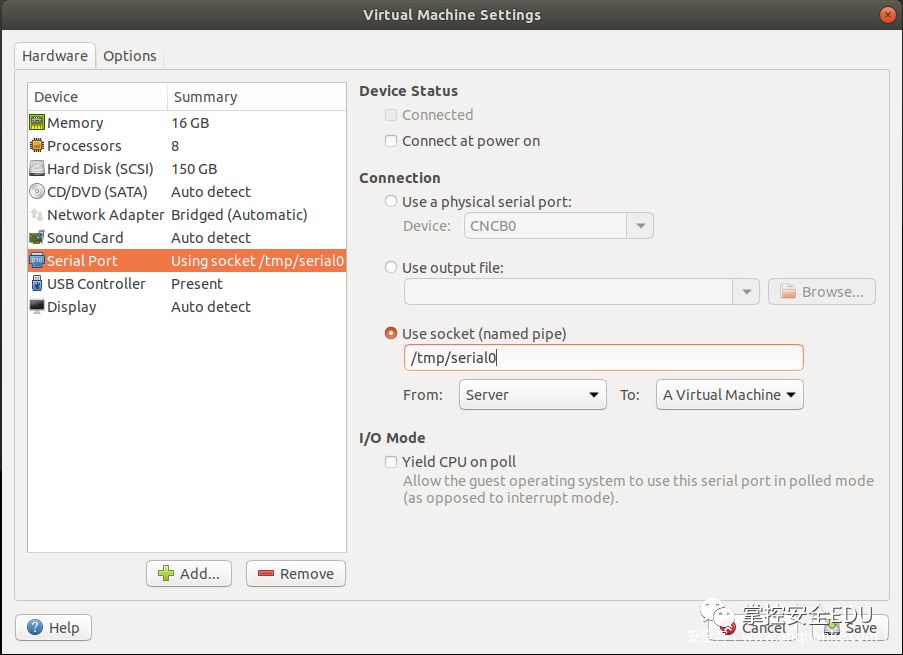 Virtual Machine Settings
Hardware Options
Device Summary
Memory 16 GB
Processors 8
Hard Disk (SCSI) 150 GB
CD/DVD (SATA) Auto detect
Network Adapter Bridged (Automatic)
Sound Card Auto detect
Serial Port Using socket /tmp/serial0
USB Controller Present
Display Auto detect
Add...
Remove
Device Status
Connected
Connect at power on
Connection
Use a physical serial port:
Device: CNCB0
Use output file:
Browse...
Use socket (named pipe)
/tmp/serial0
From: Server To: A Virtual Machine
I/O Mode
Yield CPU on poll
Allow the guest operating system to use this serial port in polled mode
(as opposed to interrupt mode).
Help
Cancel
Save
掌控安全EDU